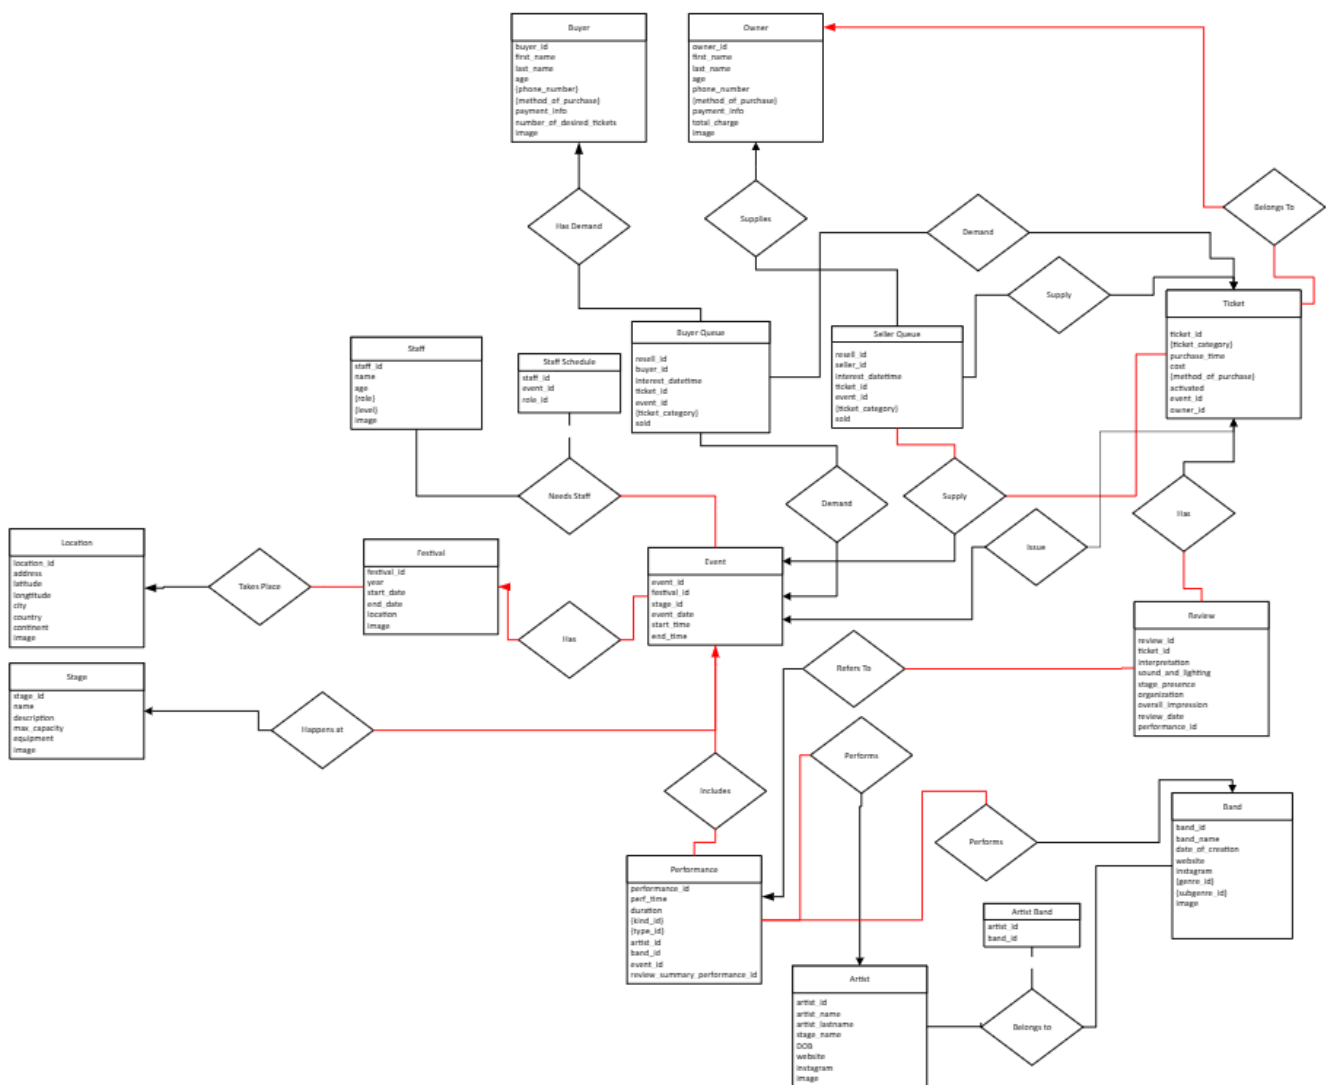 Buyer
buyer_id
first_name
last_name
age
{phone_number}
{method_of_purchase}
payment_info
number_of_desired_tickets
image
Owner
owner_id
first_name
last_name
age
phone_number
{method_of_purchase}
payment_info
total_charge
image
Belongs To
Has Demand
Supplies
Demand
Supply
Ticket
ticket_id
{ticket_category}
purchase_time
cost
{method_of_purchase}
activated
event_id
owner_id
Buyer Queue
resell_id
buyer_id
interest_datetime
ticket_id
event_id
{ticket_category}
sold
Seller Queue
resell_id
seller_id
interest_datetime
ticket_id
event_id
{ticket_category}
sold
Staff
staff_id
name
age
{role}
{level}
image
Staff Schedule
staff_id
event_id
role_id
Needs Staff
Demand
Supply
Issue
Has
Location
location_id
address
latitude
longtitude
city
country
continent
image
Takes Place
Festival
festival_id
year
start_date
end_date
location
image
Has
Event
event_id
festival_id
stage_id
event_date
start_time
end_time
Review
review_id
ticket_id
interpretation
sound_and_lighting
stage_presence
organization
overall_impression
review_date
performance_id
Stage
stage_id
name
description
max_capacity
equipment
image
Happens at
Refers To
Performs
Includes
Performs
Band
band_id
band_name
date_of_creation
website
instagram
{genre_id}
{subgenre_id}
image
Performance
performance_id
perf_time
duration
{kind_id}
{type_id}
artist_id
band_id
event_id
review_summary_performance_id
Artist Band
artist_id
band_id
Belongs to
Artist
artist_id
artist_name
artist_lastname
stage_name
DOB
website
instagram
image